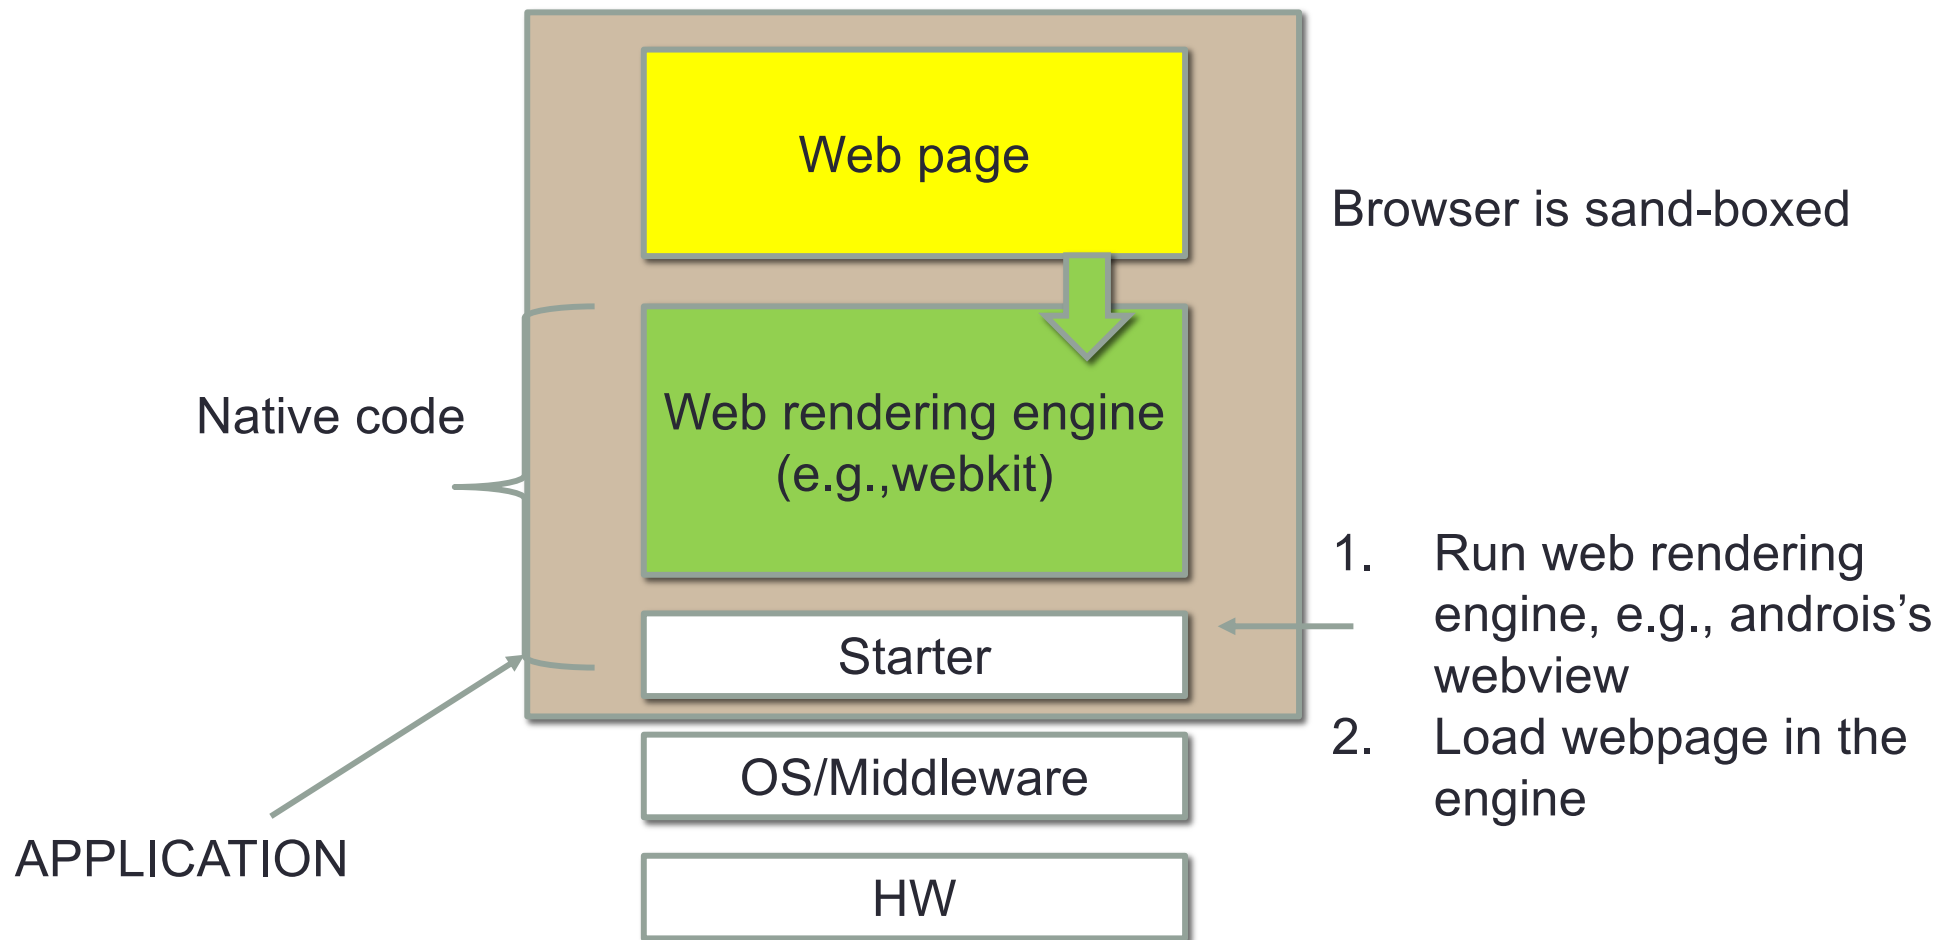 Web page
Browser is sand-boxed
Native code
Web rendering engine
(e.g.,webkit)
1. Run web rendering
engine, e.g., androis’s
webview
2. Load webpage in the
engine
Starter
OS/Middleware
APPLICATION
HW